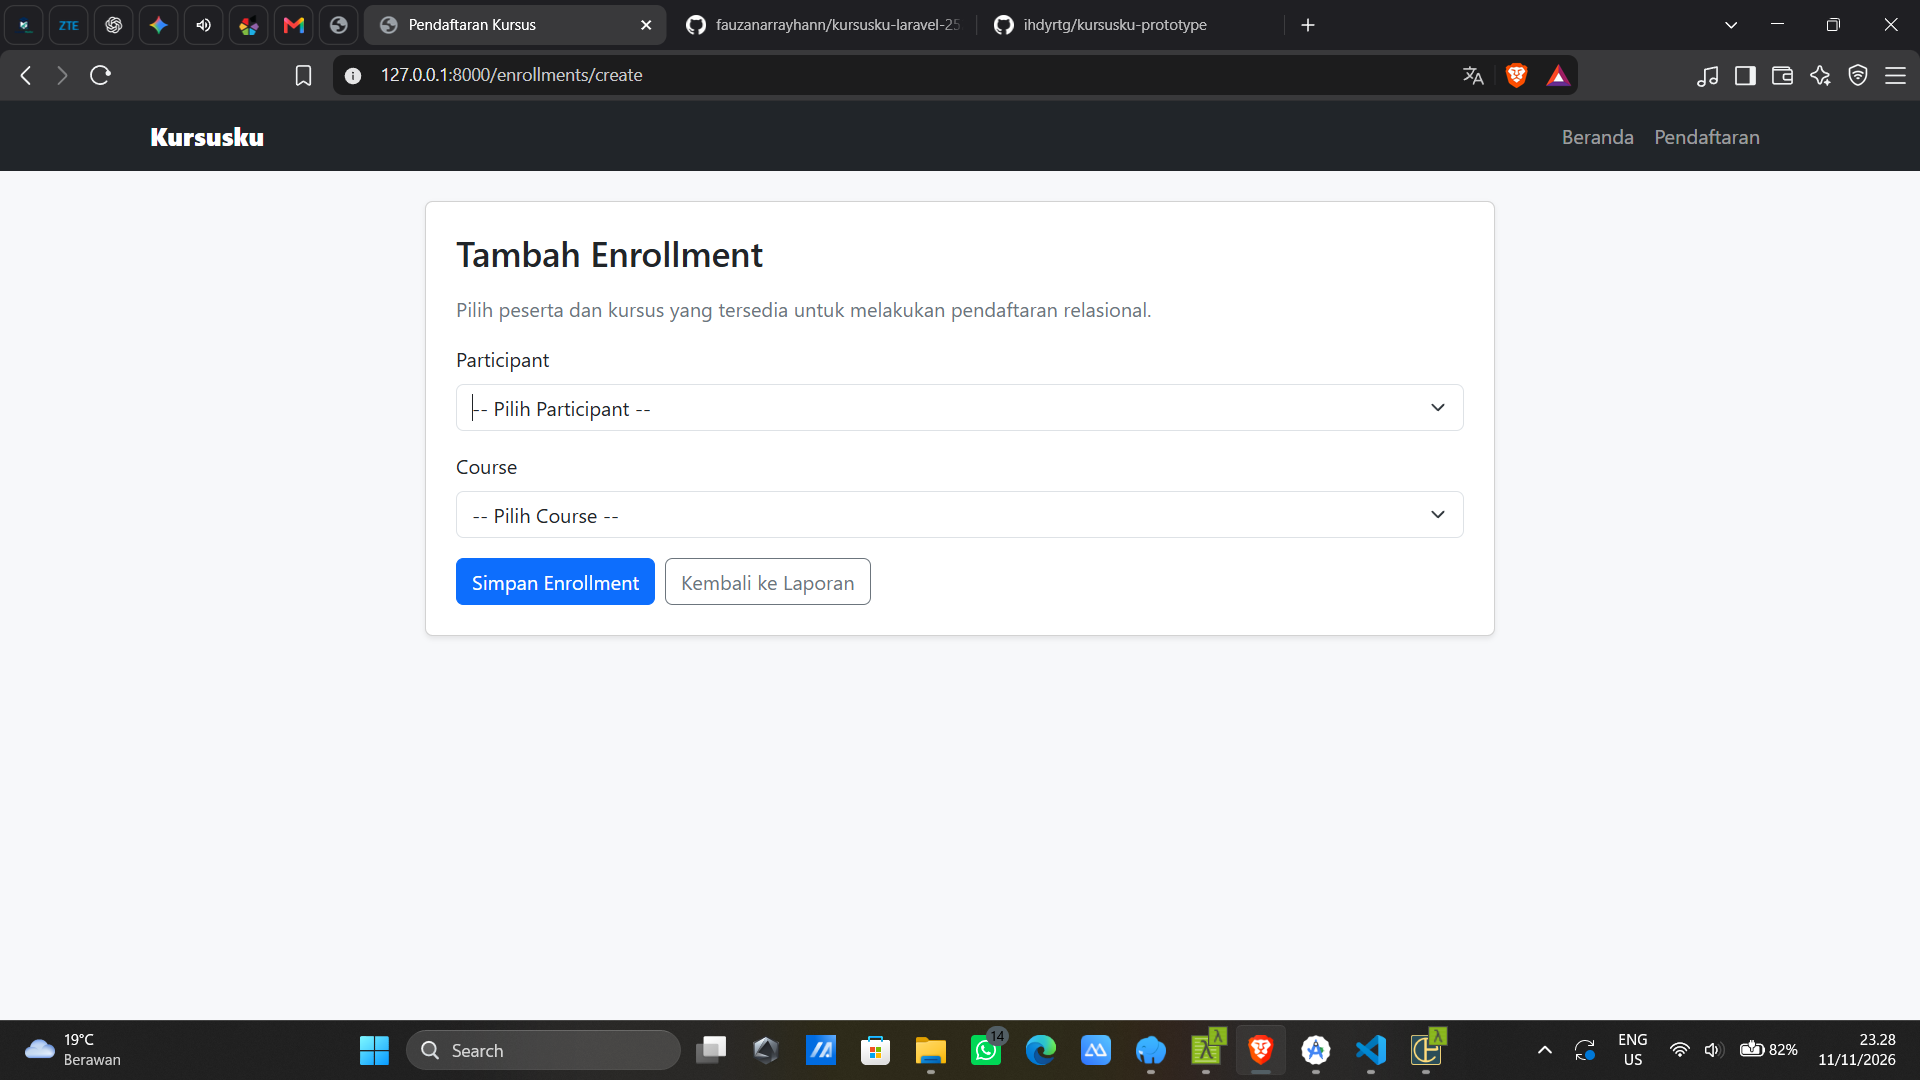 ZTE
Pendaftaran Kursus
fauzanarrayhann/kursusku-laravel-25
ihdyrtg/kursusku-prototype
127.0.0.1:8000/enrollments/create
Kursusku
Beranda
Pendaftaran
Tambah Enrollment
Pilih peserta dan kursus yang tersedia untuk melakukan pendaftaran relasional.
Participant
-- Pilih Participant --
Course
-- Pilih Course --
Simpan Enrollment
Kembali ke Laporan
19°C
Berawan
Search
14
ENG
US
82%
23.28
11/11/2026